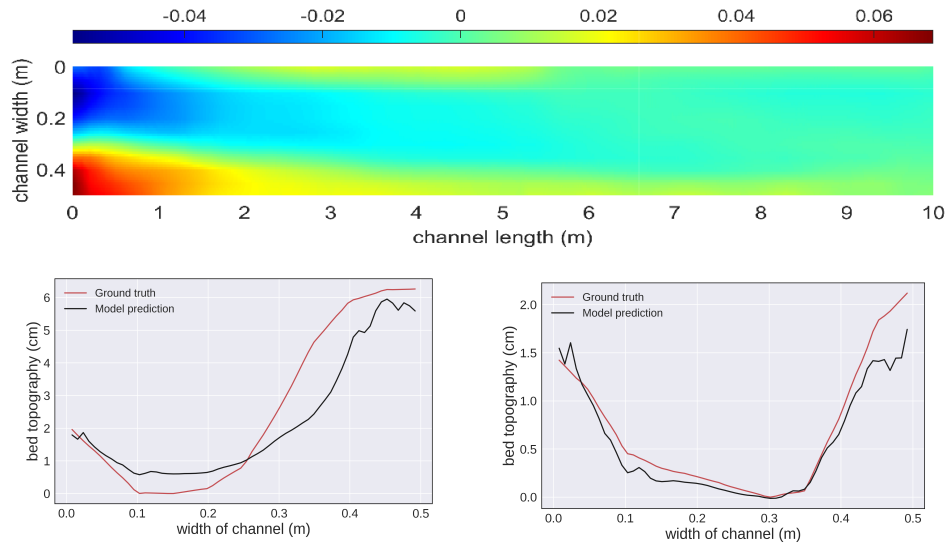 -0.04 -0.02 0 0.02 0.04 0.06
0
0.2
0.4
channel width (m)
0 1 2 3 4 5 6 7 8 9 10
channel length (m)
Ground truth
Model prediction
6
5
4
3
2
1
0
bed topography (cm)
0.0 0.1 0.2 0.3 0.4 0.5
width of channel (m)
Ground truth
Model prediction
2.0
1.5
1.0
0.5
0.0
bed topography (cm)
0.0 0.1 0.2 0.3 0.4 0.5
width of channel (m)